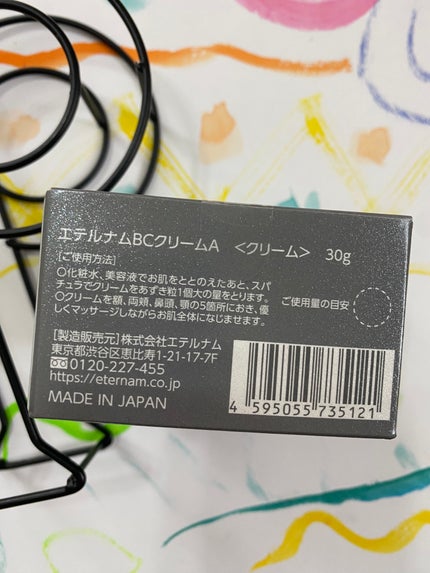 エテルナムBCクリームA <クリーム> 30g
[ご使用方法]
○化粧水、美容液でお肌をととのえたあと、スパ
チュラでクリームをあずき粒1個大の量をとります。
○クリームを額、両頬、鼻頭、顎の5箇所におき、優
しくマッサージしながらお肌全体になじませます。
ご使用量の目安
[製造販売元]株式会社エテルナム
東京都渋谷区恵比寿1-21-17-7F
0120-227-455
https://eternam.co.jp
MADE IN JAPAN
4 595055 735121